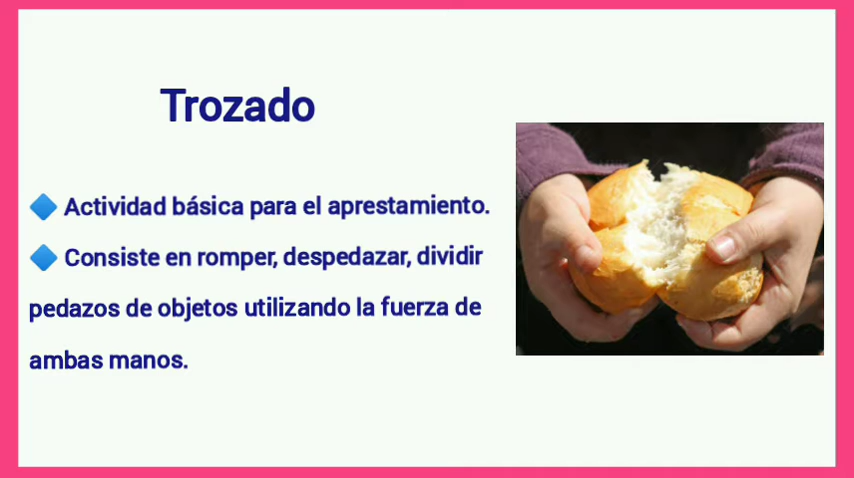 Trozado
🔷 Actividad básica para el aprestamiento.
🔷 Consiste en romper, despedazar, dividir
pedazos de objetos utilizando la fuerza de
ambas manos.